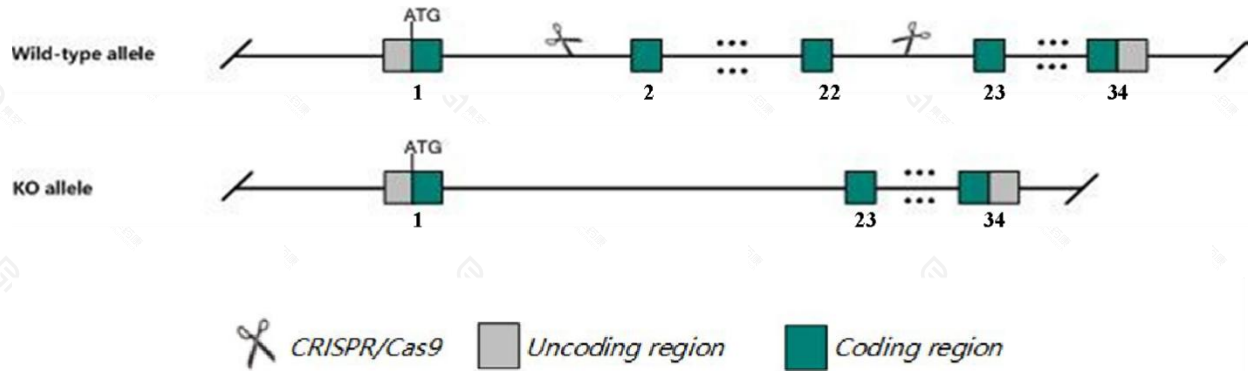 ATG
Wild-type allele
1 2 22 23 34
ATG
KO allele
1 23 34
CRISPR/Cas9 Uncoding region Coding region